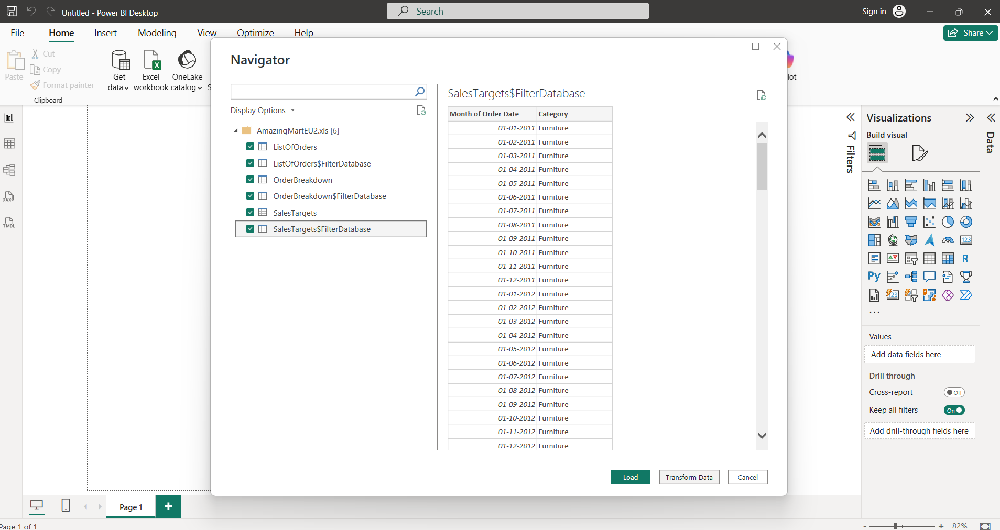 Untitled - Power BI Desktop
Search
Sign in
File Home Insert Modeling View Optimize Help
Share
Paste
Cut
Copy
Format painter
Clipboard
Get data
Excel workbook
OneLake catalog
S
lot
Navigator
Display Options
AmazingMartEU2.xls [6]
ListOfOrders
ListOfOrders$FilterDatabase
OrderBreakdown
OrderBreakdown$FilterDatabase
SalesTargets
SalesTargets$FilterDatabase
SalesTargets$FilterDatabase
Month of Order Date Category
01-01-2011 Furniture
01-02-2011 Furniture
01-03-2011 Furniture
01-04-2011 Furniture
01-05-2011 Furniture
01-06-2011 Furniture
01-07-2011 Furniture
01-08-2011 Furniture
01-09-2011 Furniture
01-10-2011 Furniture
01-11-2011 Furniture
01-12-2011 Furniture
01-01-2012 Furniture
01-02-2012 Furniture
01-03-2012 Furniture
01-04-2012 Furniture
01-05-2012 Furniture
01-06-2012 Furniture
01-07-2012 Furniture
01-08-2012 Furniture
01-09-2012 Furniture
01-10-2012 Furniture
01-11-2012 Furniture
01-12-2012 Furniture
Load
Transform Data
Cancel
DAX
TMDL
Filters
Visualizations
Build visual
123
R
Py
123
...
Values
Add data fields here
Drill through
Cross-report
Off
Keep all filters
On
Add drill-through fields here
Data
Page 1
Page 1 of 1
- + 82%